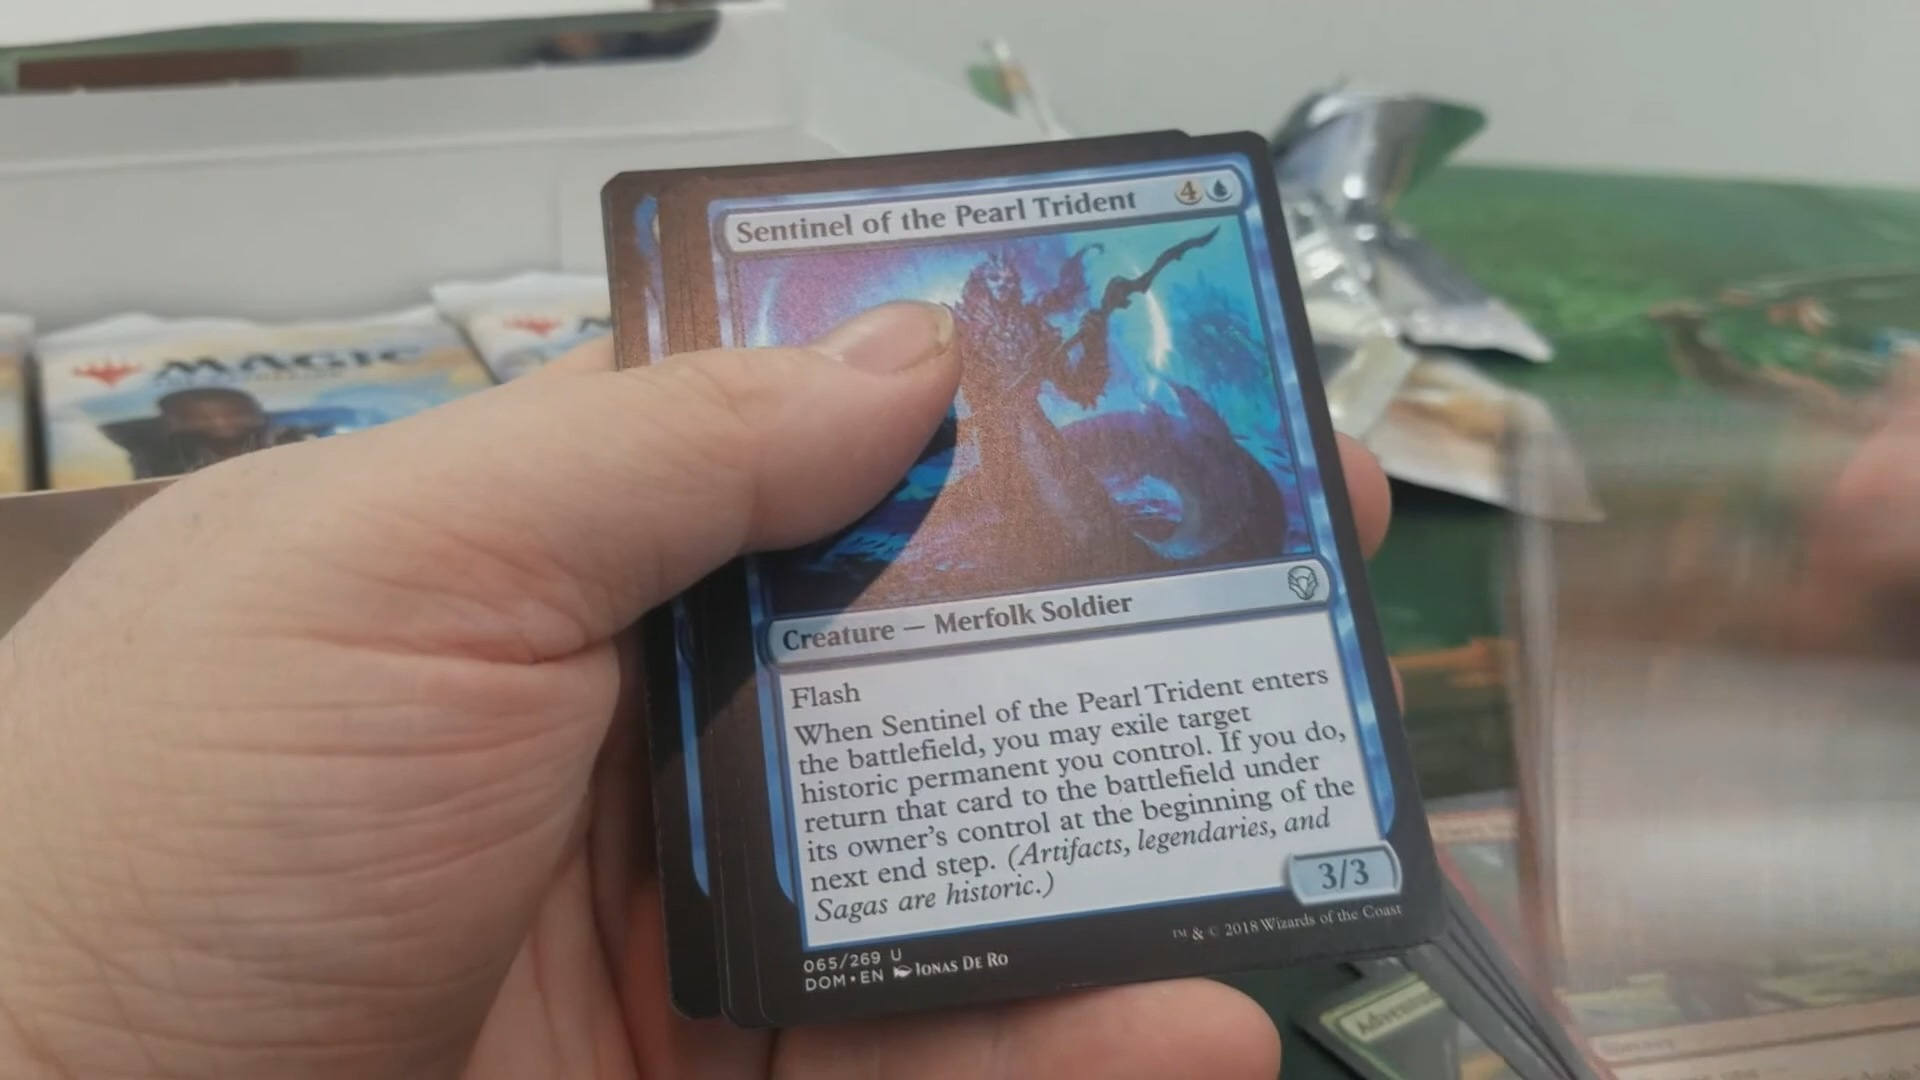 MAGIC
Sentinel of the Pearl Trident 4
Creature — Merfolk Soldier
Flash
When Sentinel of the Pearl Trident enters
the battlefield, you may exile target
historic permanent you control. If you do,
return that card to the battlefield under
its owner's control at the beginning of the
next end step. (Artifacts, legendaries, and
Sagas are historic.)
3/3
065/269 U
DOM • EN JONAS DE RO
™ & © 2018 Wizards of the Coast